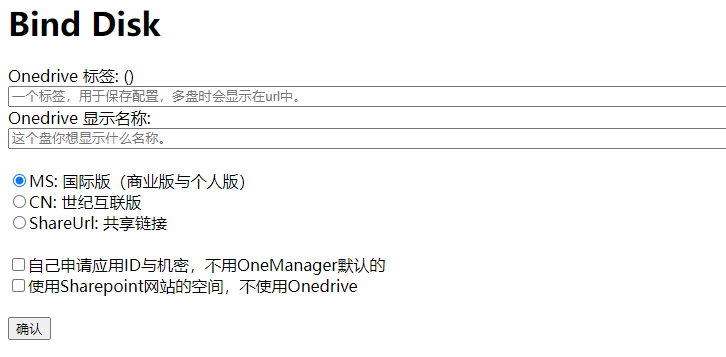 Bind Disk
Onedrive 标签: ()
一个标签，用于保存配置，多盘时会显示在url中。
Onedrive 显示名称:
这个盘你想显示什么名称。
MS: 国际版（商业版与个人版）
CN: 世纪互联版
ShareUrl: 共享链接
自己申请应用ID与机密，不用OneManager默认的
使用Sharepoint网站的空间，不使用Onedrive
确认